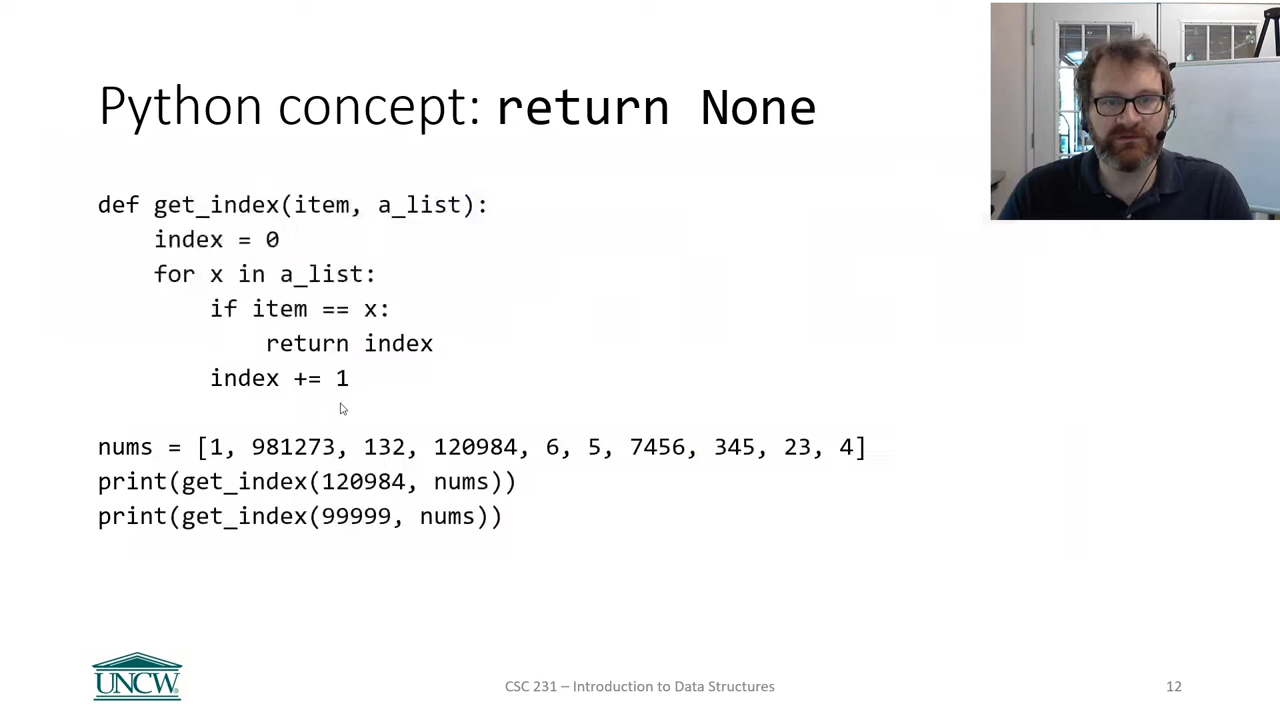 Python concept: return None
def get_index(item, a_list):
    index = 0
    for x in a_list:
        if item == x:
            return index
        index += 1
nums = [1, 981273, 132, 120984, 6, 5, 7456, 345, 23, 4]
print(get_index(120984, nums))
print(get_index(99999, nums))
UNCW
CSC 231 – Introduction to Data Structures
12